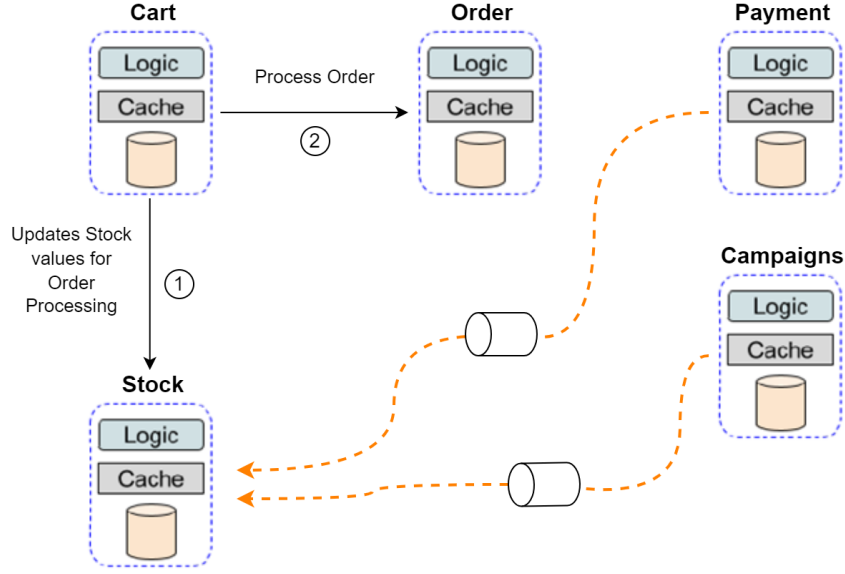 Cart
Order
Payment
Logic
Cache
Process Order
2
Logic
Cache
Logic
Cache
Updates Stock
values for
Order
Processing
1
Campaigns
Logic
Cache
Stock
Logic
Cache